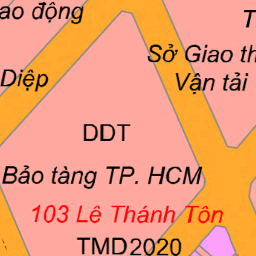 ao động
T
Sở Giao th
Diệp
Vận tải
DDT
Bảo tàng TP. HCM
103 Lê Thánh Tôn
TMD2020